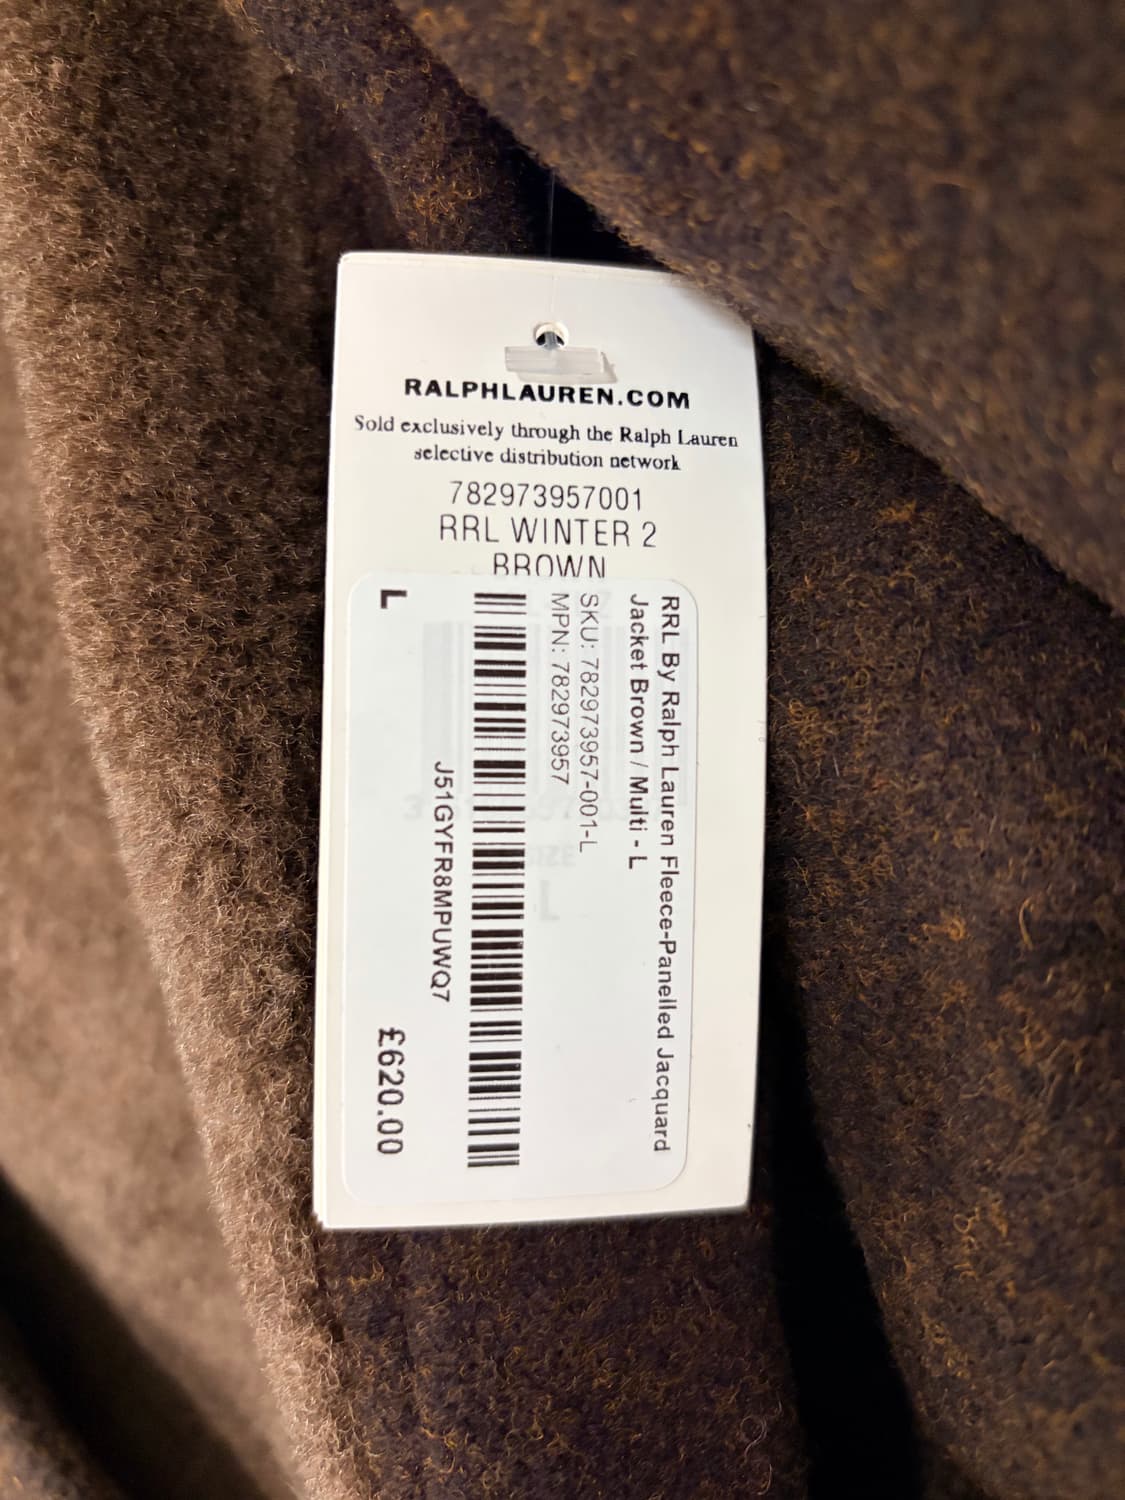 RALPHLAUREN.COM
Sold exclusively through the Ralph Lauren
selective distribution network
782973957001
RRL WINTER 2
BROWN
RRL By Ralph Lauren Fleece-Panelled Jacquard
Jacket Brown / Multi - L
SKU: 782973957-001-L
MPN: 782973957
J51GYFR8MPUWQ7
L
£620.00
SIZE
L